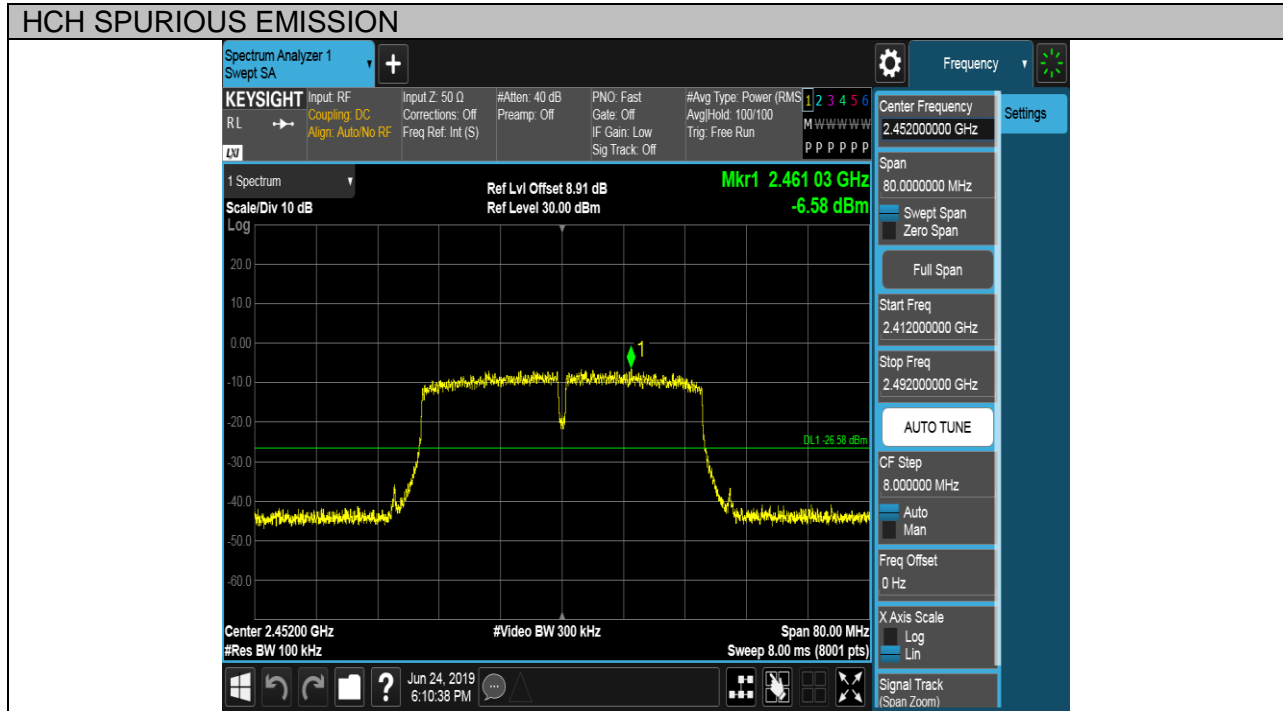 HCH SPURIOUS EMISSION
Spectrum Analyzer 1
Swept SA
+
Frequency
KEYSIGHT
RL
LXI
Input: RF
Coupling: DC
Align: Auto/No RF
Input Z: 50 Ω
Corrections: Off
Freq Ref: Int (S)
#Atten: 40 dB
Preamp: Off
PNO: Fast
Gate: Off
IF Gain: Low
Sig Track: Off
#Avg Type: Power (RMS
Avg|Hold: 100/100
Trig: Free Run
1 2 3 4 5 6
M W W W W W
P P P P P P
1 Spectrum
Scale/Div 10 dB
Log
Ref Lvl Offset 8.91 dB
Ref Level 30.00 dBm
Mkr1 2.461 03 GHz
-6.58 dBm
20.0
10.0
0.00
-10.0
-20.0
-30.0
-40.0
-50.0
-60.0
1
DL1 -26.58 dBm
Center 2.45200 GHz
#Res BW 100 kHz
#Video BW 300 kHz
Span 80.00 MHz
Sweep 8.00 ms (8001 pts)
Center Frequency
2.452000000 GHz
Settings
Span
80.0000000 MHz
Swept Span
Zero Span
Full Span
Start Freq
2.412000000 GHz
Stop Freq
2.492000000 GHz
AUTO TUNE
CF Step
8.000000 MHz
Auto
Man
Freq Offset
0 Hz
X Axis Scale
Log
Lin
Signal Track
(Span Zoom)
?
Jun 24, 2019
6:10:38 PM